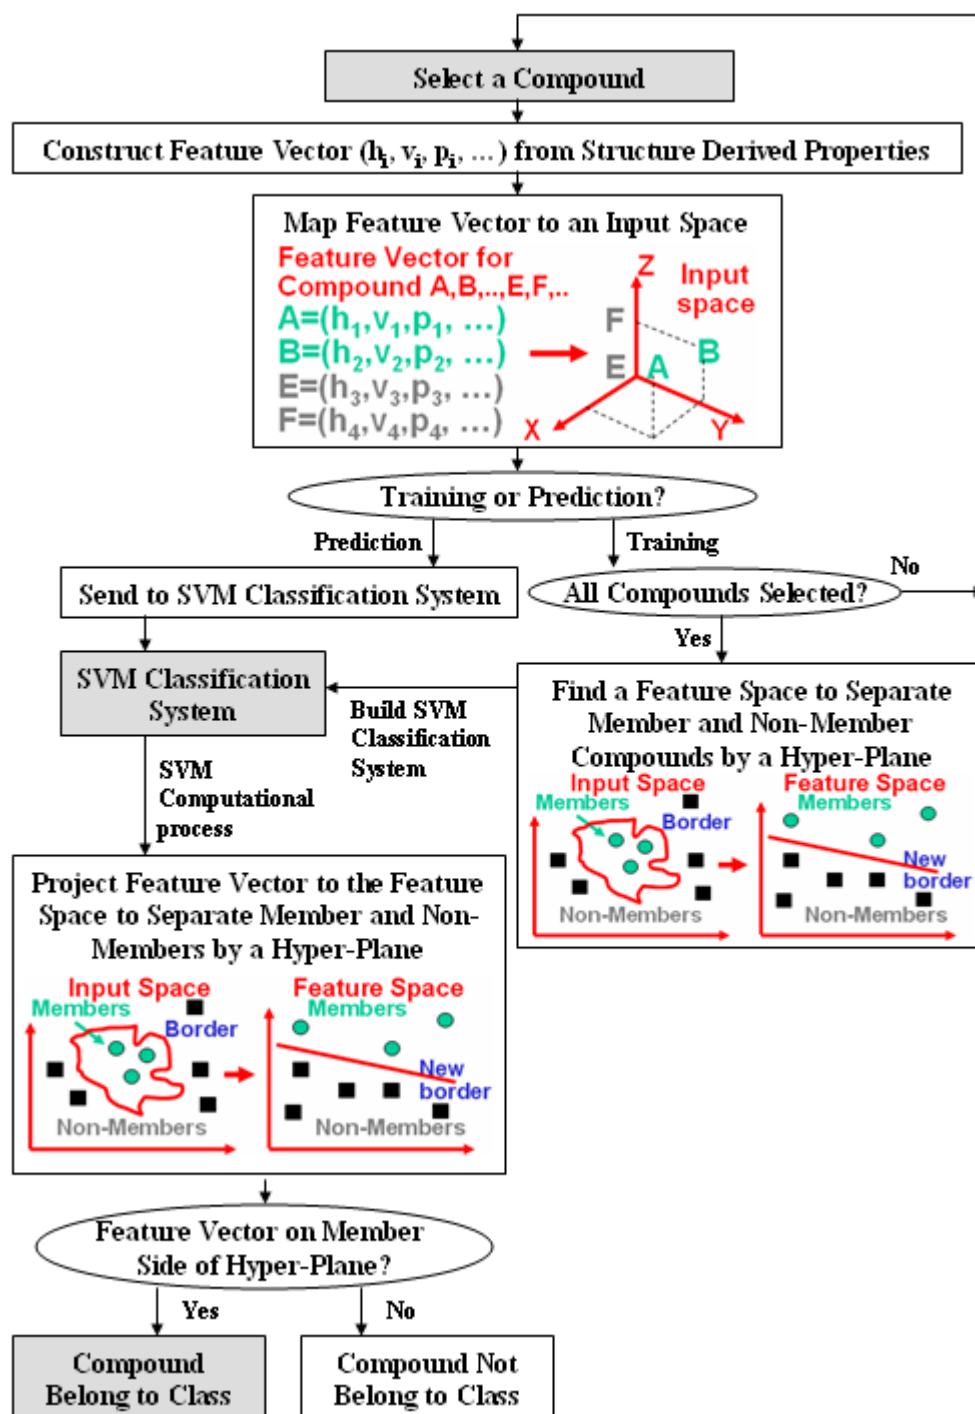 Select a Compound
Construct Feature Vector (hi, vi, pi, ...) from Structure Derived Properties
Map Feature Vector to an Input Space
Feature Vector for
Compound A,B,..,E,F,..
A=(h1,v1,p1, ...)
B=(h2,v2,p2, ...)
E=(h3,v3,p3, ...)
F=(h4,v4,p4, ...)
Z
Input
space
F
B
E
A
X
Y
Training or Prediction?
Prediction
Training
Send to SVM Classification System
All Compounds Selected?
No
Yes
SVM Classification
System
Build SVM
Classification
System
Find a Feature Space to Separate
Member and Non-Member
Compounds by a Hyper-Plane
Input Space
Members
Border
Non-Members
Feature Space
Members
New
border
SVM
Computational
process
Project Feature Vector to the Feature
Space to Separate Member and Non-
Members by a Hyper-Plane
Input Space
Members
Border
Non-Members
Feature Space
Members
New
border
Non-Members
Non-Members
Feature Vector on Member
Side of Hyper-Plane?
Yes
No
Compound
Belong to Class
Compound Not
Belong to Class